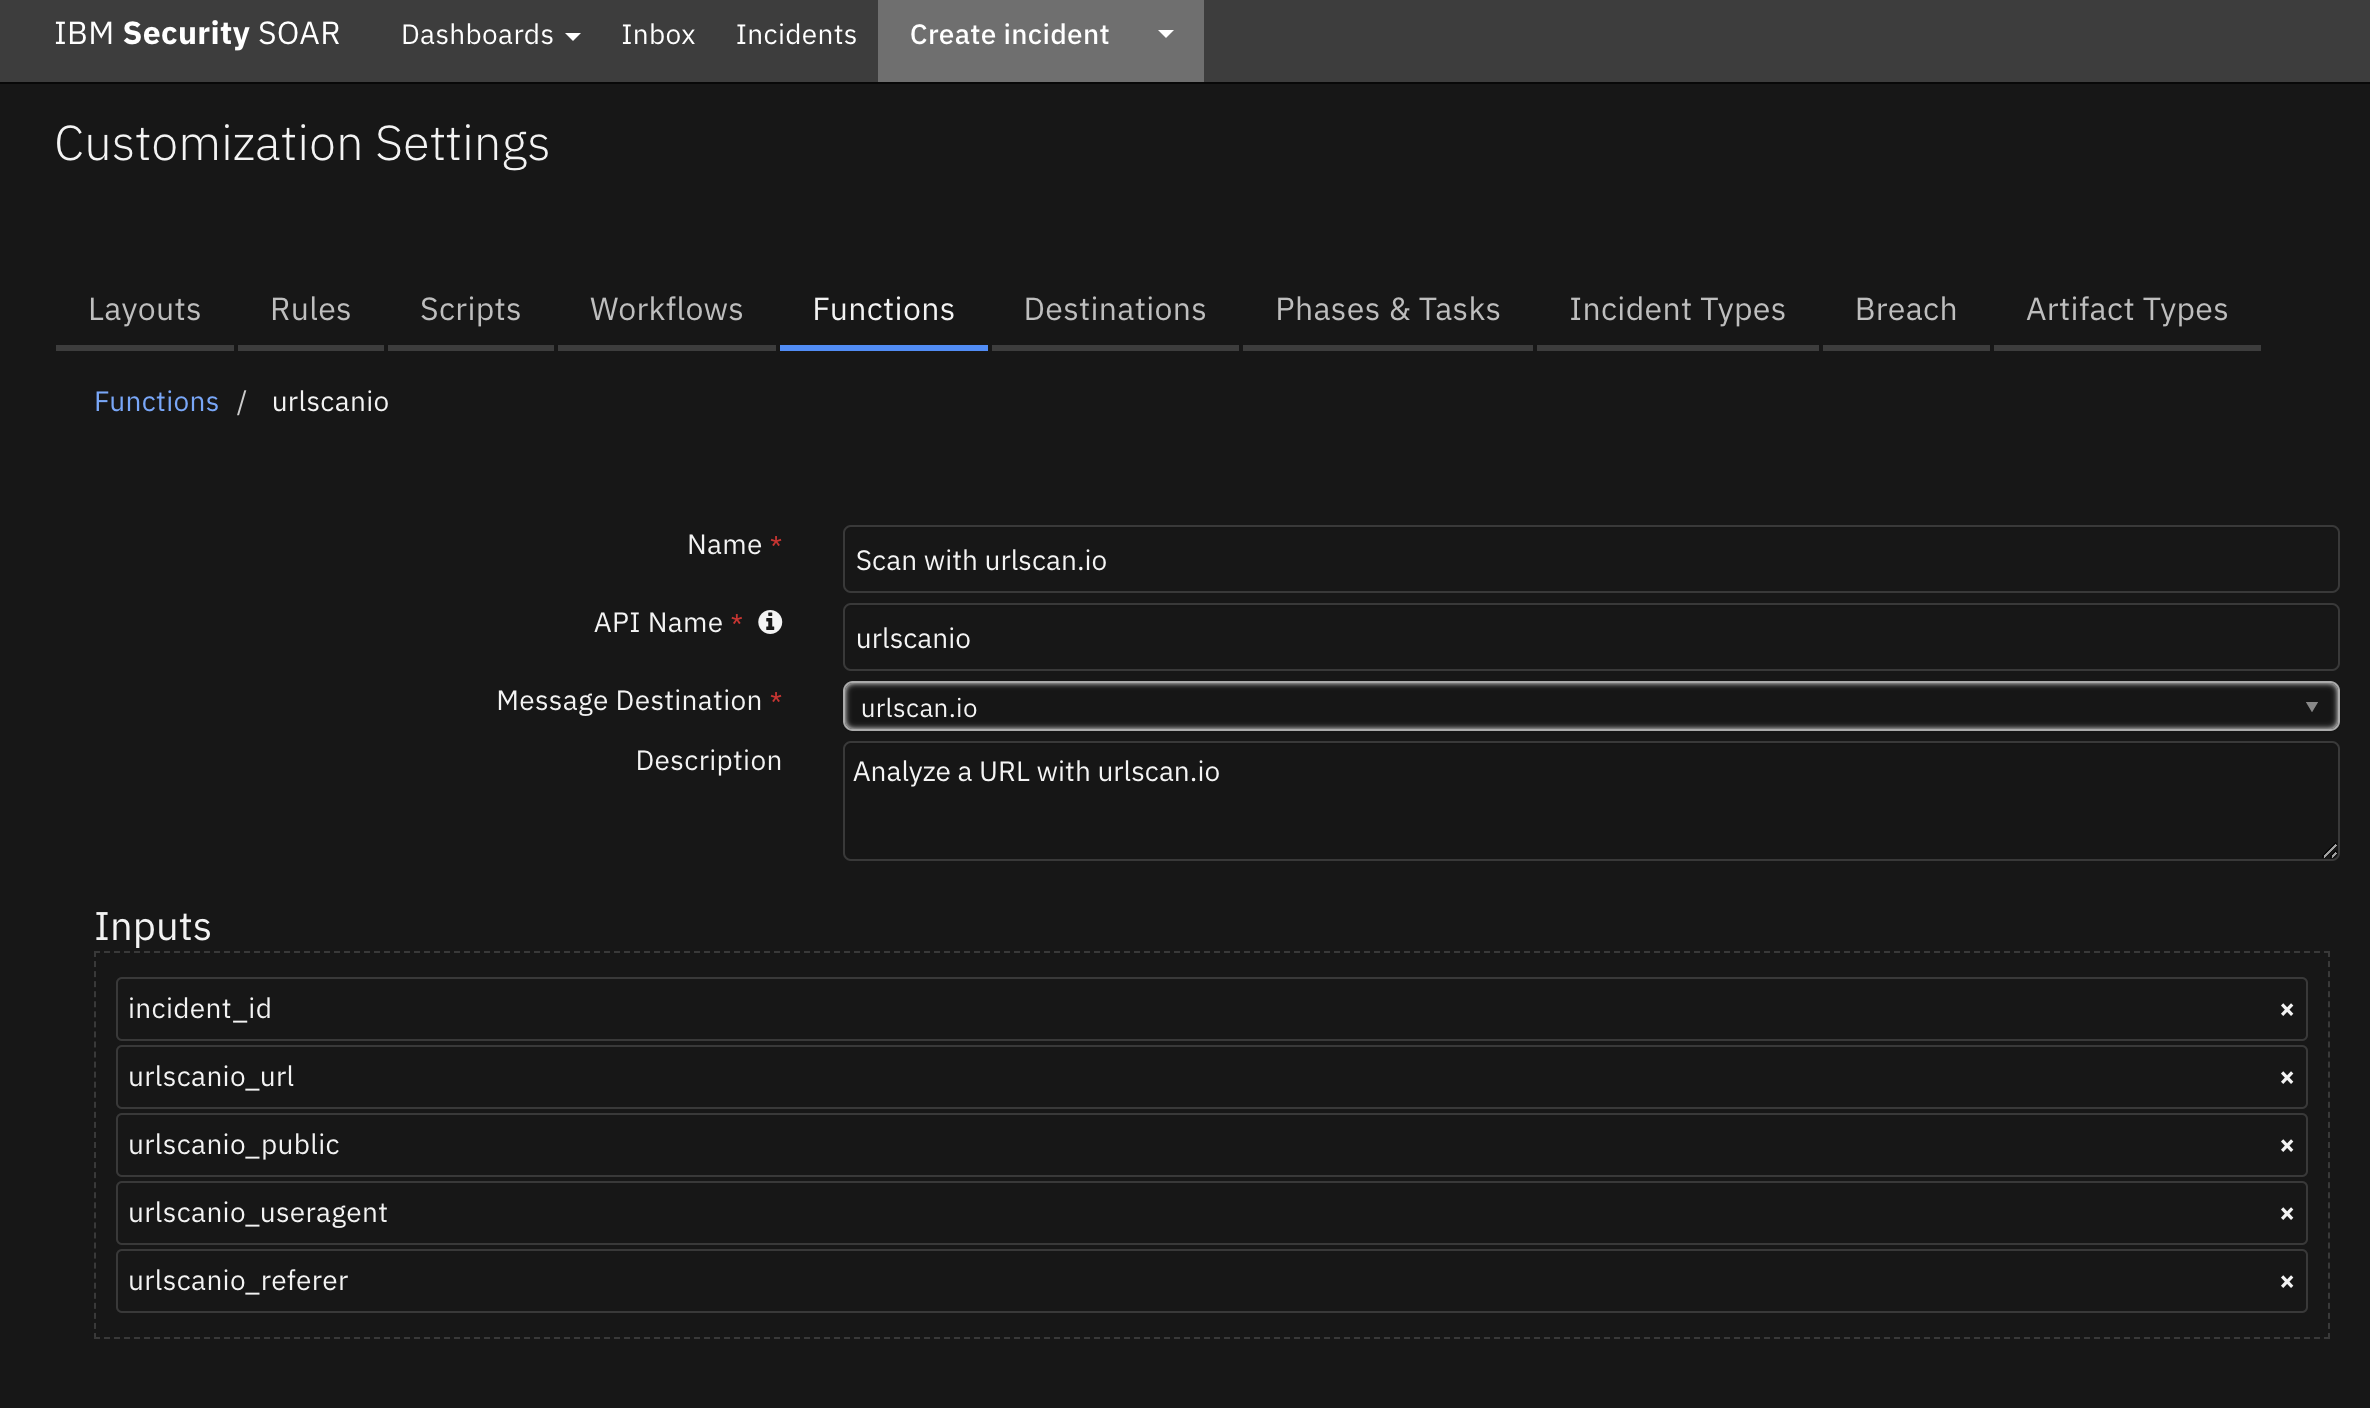 IBM Security SOAR Dashboards Inbox Incidents Create incident
Customization Settings
Layouts Rules Scripts Workflows Functions Destinations Phases & Tasks Incident Types Breach Artifact Types
Functions / urlscanio
Name * Scan with urlscan.io
API Name * urlscanio
Message Destination * urlscan.io
Description Analyze a URL with urlscan.io
Inputs
incident_id ×
urlscanio_url ×
urlscanio_public ×
urlscanio_useragent ×
urlscanio_referer ×